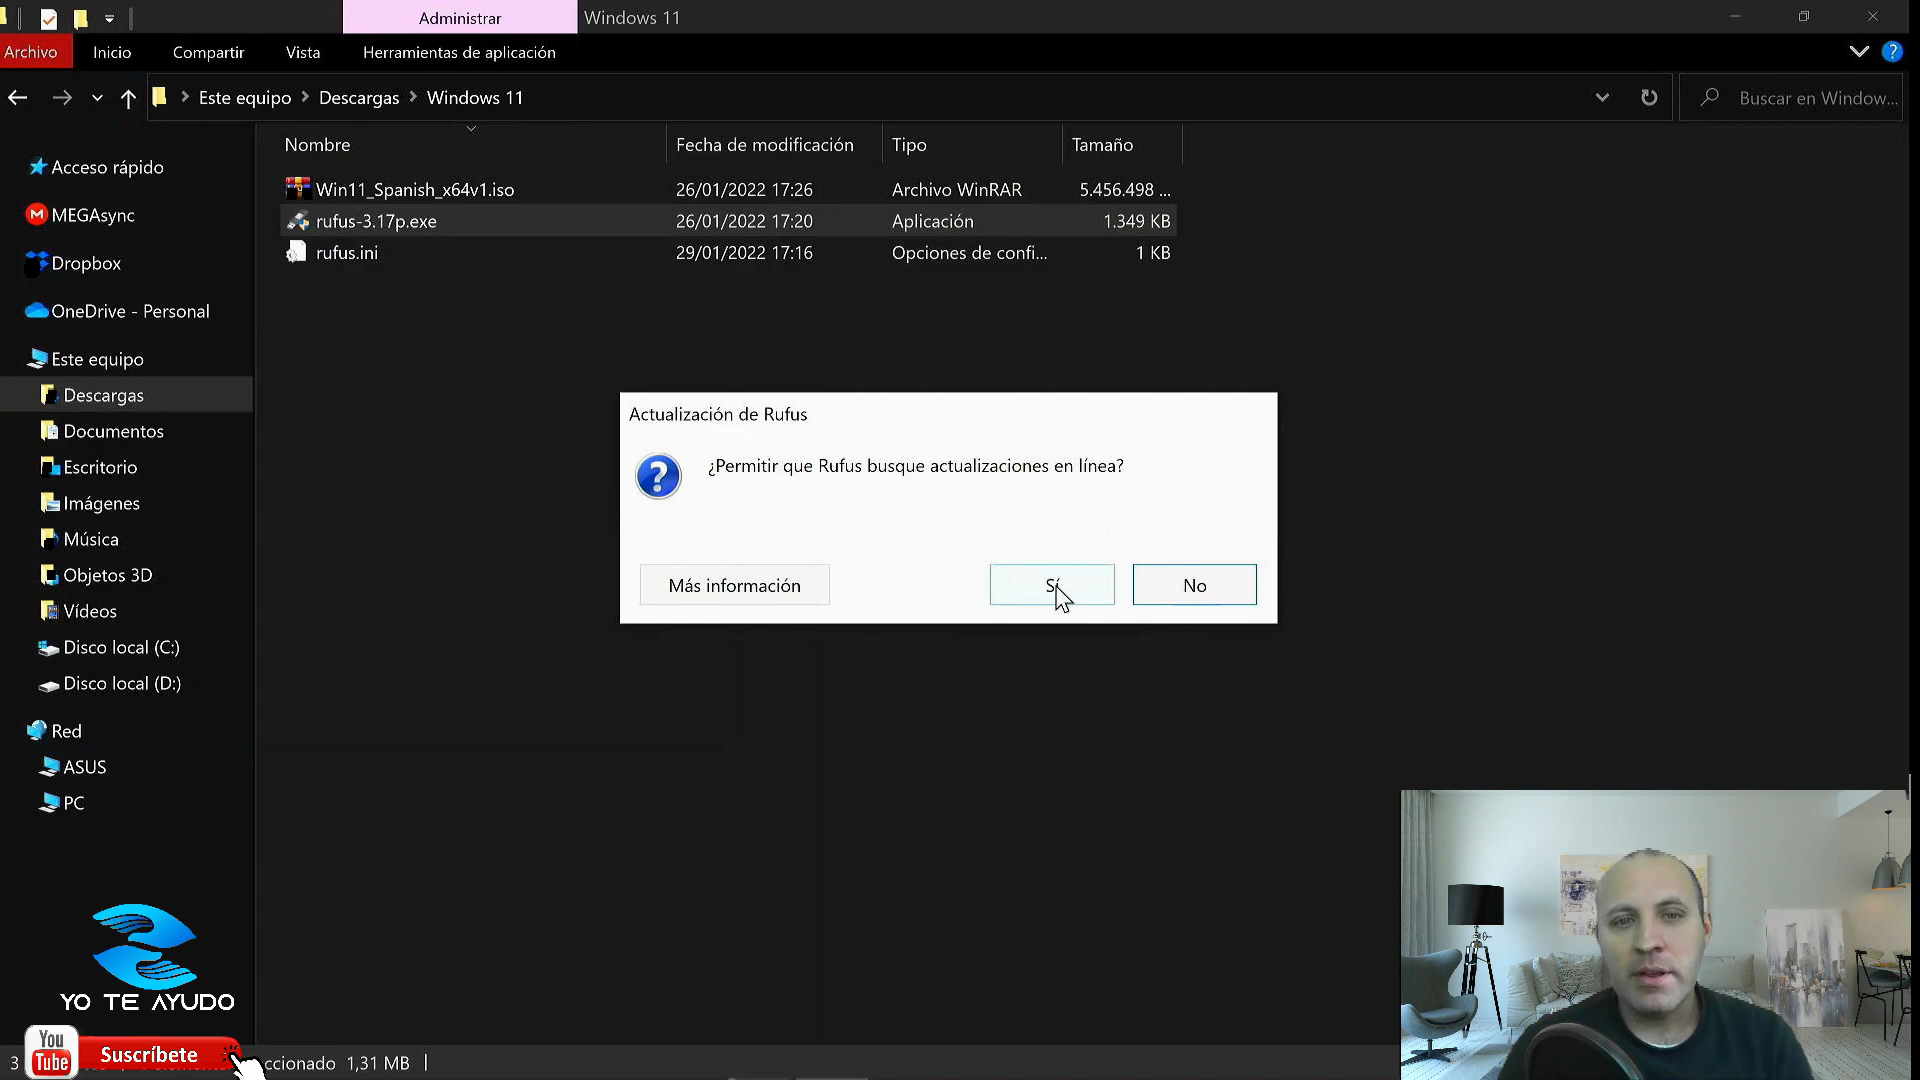 Administrar
Windows 11
Archivo
Inicio
Compartir
Vista
Herramientas de aplicación
?
Este equipo > Descargas > Windows 11
Buscar en Window...
Nombre
Fecha de modificación
Tipo
Tamaño
Win11_Spanish_x64v1.iso
26/01/2022 17:26
Archivo WinRAR
5.456.498 ...
rufus-3.17p.exe
26/01/2022 17:20
Aplicación
1.349 KB
rufus.ini
29/01/2022 17:16
Opciones de confi...
1 KB
Acceso rápido
MEGAsync
Dropbox
OneDrive - Personal
Este equipo
Descargas
Documentos
Escritorio
Imágenes
Música
Objetos 3D
Vídeos
Disco local (C:)
Disco local (D:)
Red
ASUS
PC
Actualización de Rufus
¿Permitir que Rufus busque actualizaciones en línea?
Más información
Sí
No
YO TE AYUDO
You
Tube
Suscríbete
3
ccionado 1,31 MB